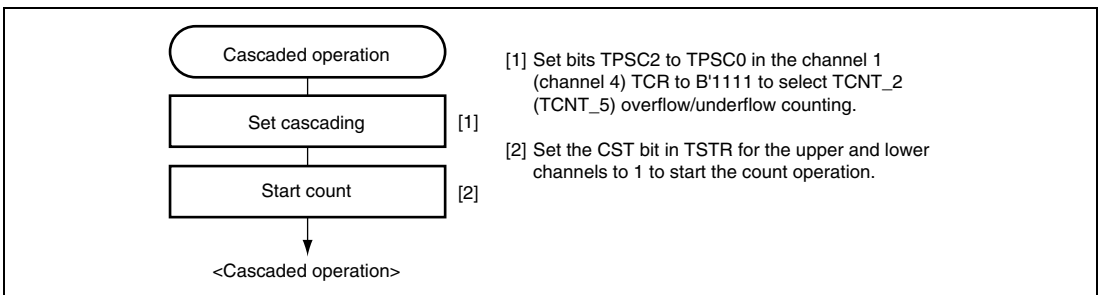 Cascaded operation
Set cascading
[1]
Start count
[2]
<Cascaded operation>
[1] Set bits TPSC2 to TPSC0 in the channel 1
(channel 4) TCR to B'1111 to select TCNT_2
(TCNT_5) overflow/underflow counting.
[2] Set the CST bit in TSTR for the upper and lower
channels to 1 to start the count operation.